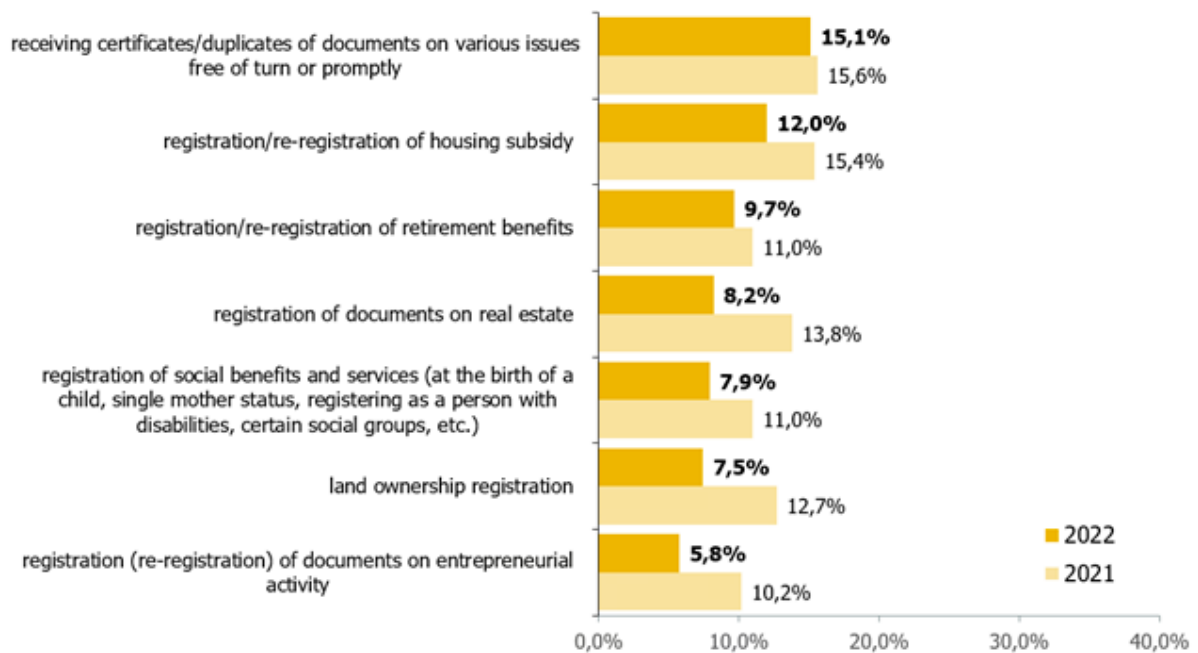 receiving certificates/duplicates of documents on various issues
free of turn or promptly
15,1%
15,6%
registration/re-registration of housing subsidy
12,0%
15,4%
registration/re-registration of retirement benefits
9,7%
11,0%
registration of documents on real estate
8,2%
13,8%
registration of social benefits and services (at the birth of a
child, single mother status, registering as a person with
disabilities, certain social groups, etc.)
7,9%
11,0%
land ownership registration
7,5%
12,7%
registration (re-registration) of documents on entrepreneurial
activity
5,8%
10,2%
2022
2021
0,0% 10,0% 20,0% 30,0% 40,0%